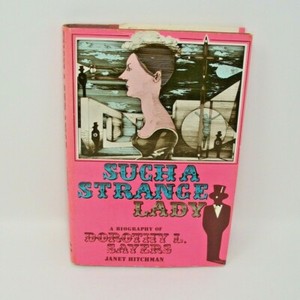 SUCH A
STRANGE
LADY
A BIOGRAPHY OF
DOROTHY L.
SAYERS
JANET HITCHMAN